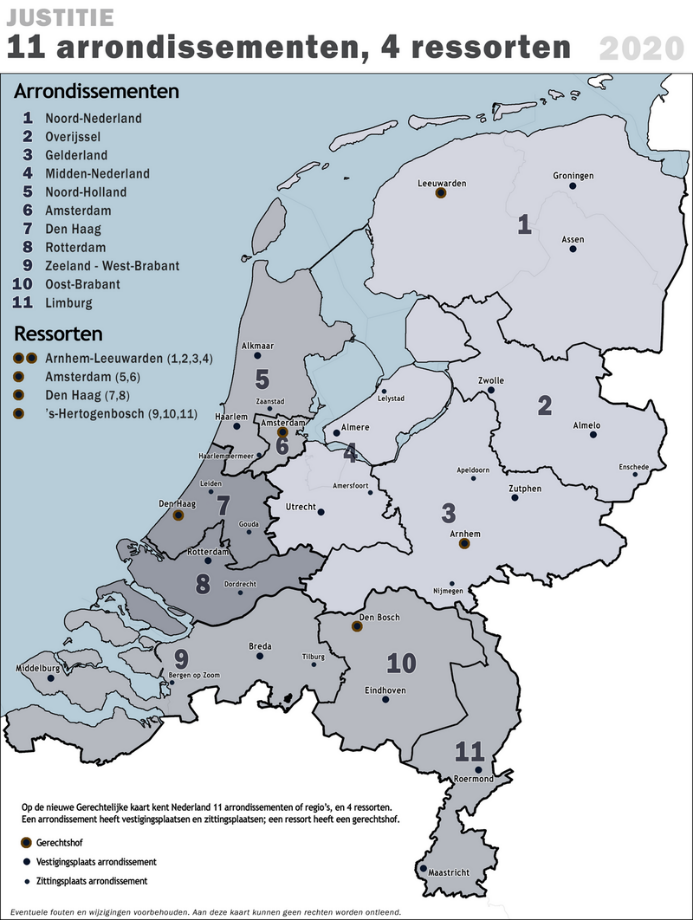 JUSTITIE
11 arrondissementen, 4 ressorten 2020
Arrondissementen
1 Noord-Nederland
2 Overijssel
3 Gelderland
4 Midden-Nederland
5 Noord-Holland
6 Amsterdam
7 Den Haag
8 Rotterdam
9 Zeeland - West-Brabant
10 Oost-Brabant
11 Limburg
Ressorten
Arnhem-Leeuwarden (1,2,3,4)
Amsterdam (5,6)
Den Haag (7,8)
's-Hertogenbosch (9,10,11)
Leeuwarden
Groningen
1
Assen
Alkmaar
5
Zaanstad
Haarlem
Amsterdam
6
Haarlemmermeer
Lelystad
Almere
4
Amersfoort
Utrecht
Zwolle
2
Almelo
Enschede
Apeldoorn
Zutphen
3
Arnhem
Nijmegen
Leiden
7
Den Haag
Gouda
Rotterdam
8
Dordrecht
Middelburg
9
Bergen op Zoom
Breda
Tilburg
Den Bosch
10
Eindhoven
11
Roermond
Maastricht
Op de nieuwe Gerechtelijke kaart kent Nederland 11 arrondissementen of regio's, en 4 ressorten.
Een arrondissement heeft vestigingsplaatsen en zittingsplaatsen; een ressort heeft een gerechtshof.
Gerechtshof
Vestigingsplaats arrondissement
Zittingsplaats arrondissement
Eventuele fouten en wijzigingen voorbehouden. Aan deze kaart kunnen geen rechten worden ontleend.